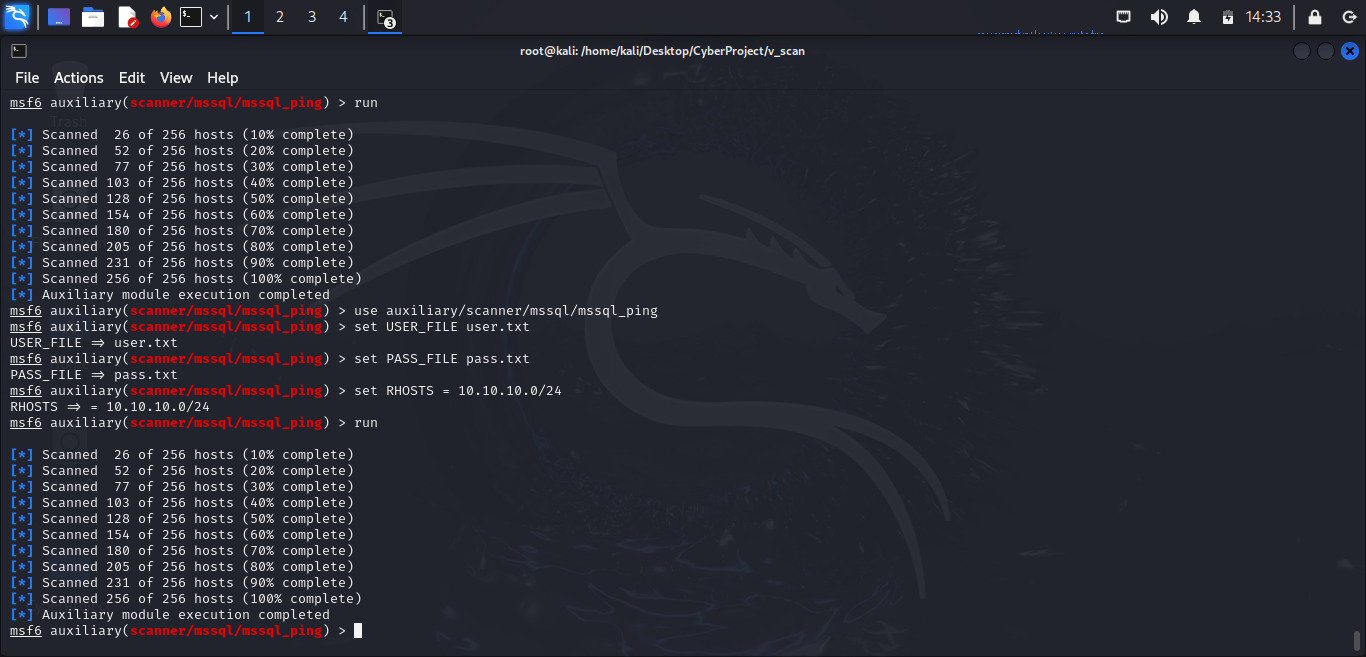 1 2 3 4 3 14:33
root@kali: /home/kali/Desktop/CyberProject/v_scan
File Actions Edit View Help
msf6 auxiliary(scanner/mssql/mssql_ping) > run
Trash
[*] Scanned  26 of 256 hosts (10% complete)
[*] Scanned  52 of 256 hosts (20% complete)
[*] Scanned  77 of 256 hosts (30% complete)
[*] Scanned 103 of 256 hosts (40% complete)
[*] Scanned 128 of 256 hosts (50% complete)
[*] Scanned 154 of 256 hosts (60% complete)
[*] Scanned 180 of 256 hosts (70% complete)
[*] Scanned 205 of 256 hosts (80% complete)
[*] Scanned 231 of 256 hosts (90% complete)
[*] Scanned 256 of 256 hosts (100% complete)
[*] Auxiliary module execution completed
msf6 auxiliary(scanner/mssql/mssql_ping) > use auxiliary/scanner/mssql/mssql_ping
msf6 auxiliary(scanner/mssql/mssql_ping) > set USER_FILE user.txt
USER_FILE => user.txt
msf6 auxiliary(scanner/mssql/mssql_ping) > set PASS_FILE pass.txt
PASS_FILE => pass.txt
msf6 auxiliary(scanner/mssql/mssql_ping) > set RHOSTS = 10.10.10.0/24
RHOSTS => = 10.10.10.0/24
msf6 auxiliary(scanner/mssql/mssql_ping) > run
[*] Scanned  26 of 256 hosts (10% complete)
[*] Scanned  52 of 256 hosts (20% complete)
[*] Scanned  77 of 256 hosts (30% complete)
[*] Scanned 103 of 256 hosts (40% complete)
[*] Scanned 128 of 256 hosts (50% complete)
[*] Scanned 154 of 256 hosts (60% complete)
[*] Scanned 180 of 256 hosts (70% complete)
[*] Scanned 205 of 256 hosts (80% complete)
[*] Scanned 231 of 256 hosts (90% complete)
[*] Scanned 256 of 256 hosts (100% complete)
[*] Auxiliary module execution completed
msf6 auxiliary(scanner/mssql/mssql_ping) >